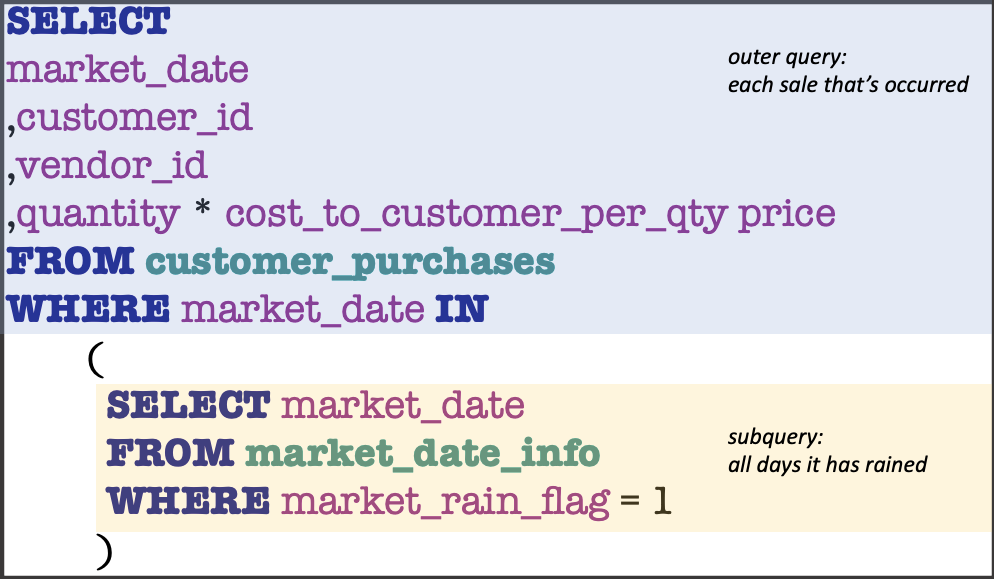 SELECT
market_date
,customer_id
,vendor_id
,quantity * cost_to_customer_per_qty price
FROM customer_purchases
WHERE market_date IN
outer query:
each sale that's occurred
(
SELECT market_date
FROM market_date_info
WHERE market_rain_flag = 1
)
subquery:
all days it has rained